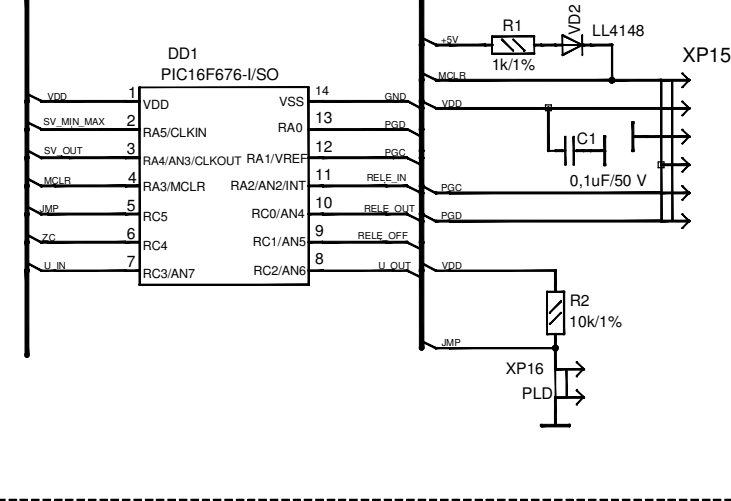 VD2
R1
LL4148
+5V
1k/1%
XP15
DD1
PIC16F676-I/SO
MCLR
VDD 1 VDD VSS 14 GND
VDD
SV_MIN_MAX 2 RA5/CLKIN RA0 13 PGD
SV_OUT 3 RA4/AN3/CLKOUT RA1/VREF 12 PGC
C1
MCLR 4 RA3/MCLR RA2/AN2/INT 11 RELE_IN
0,1uF/50 V
PGC
JMP 5 RC5 RC0/AN4 10 RELE_OUT
PGD
ZC 6 RC4 RC1/AN5 9 RELE_OFF
U_IN 7 RC3/AN7 RC2/AN6 8 U_OUT
VDD
R2
10k/1%
JMP
XP16
PLD